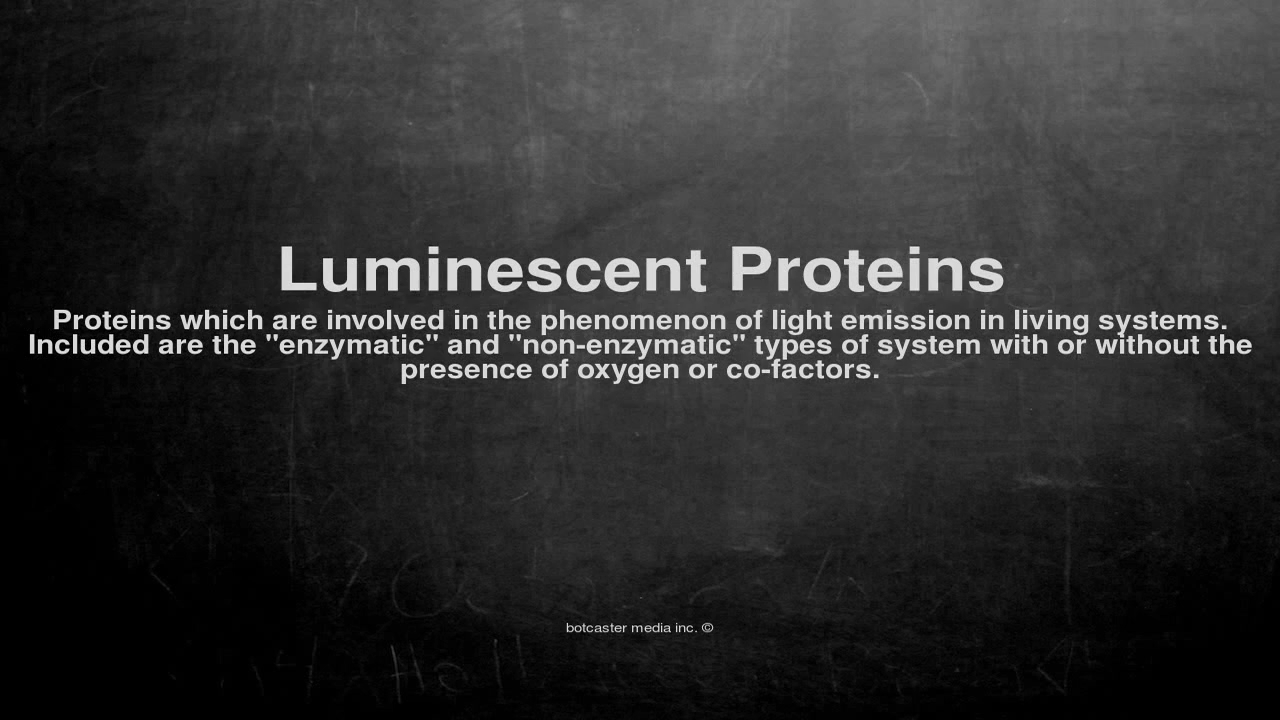 Luminescent Proteins
Proteins which are involved in the phenomenon of light emission in living systems.
Included are the "enzymatic" and "non-enzymatic" types of system with or without the
presence of oxygen or co-factors.
botcaster media inc. ©